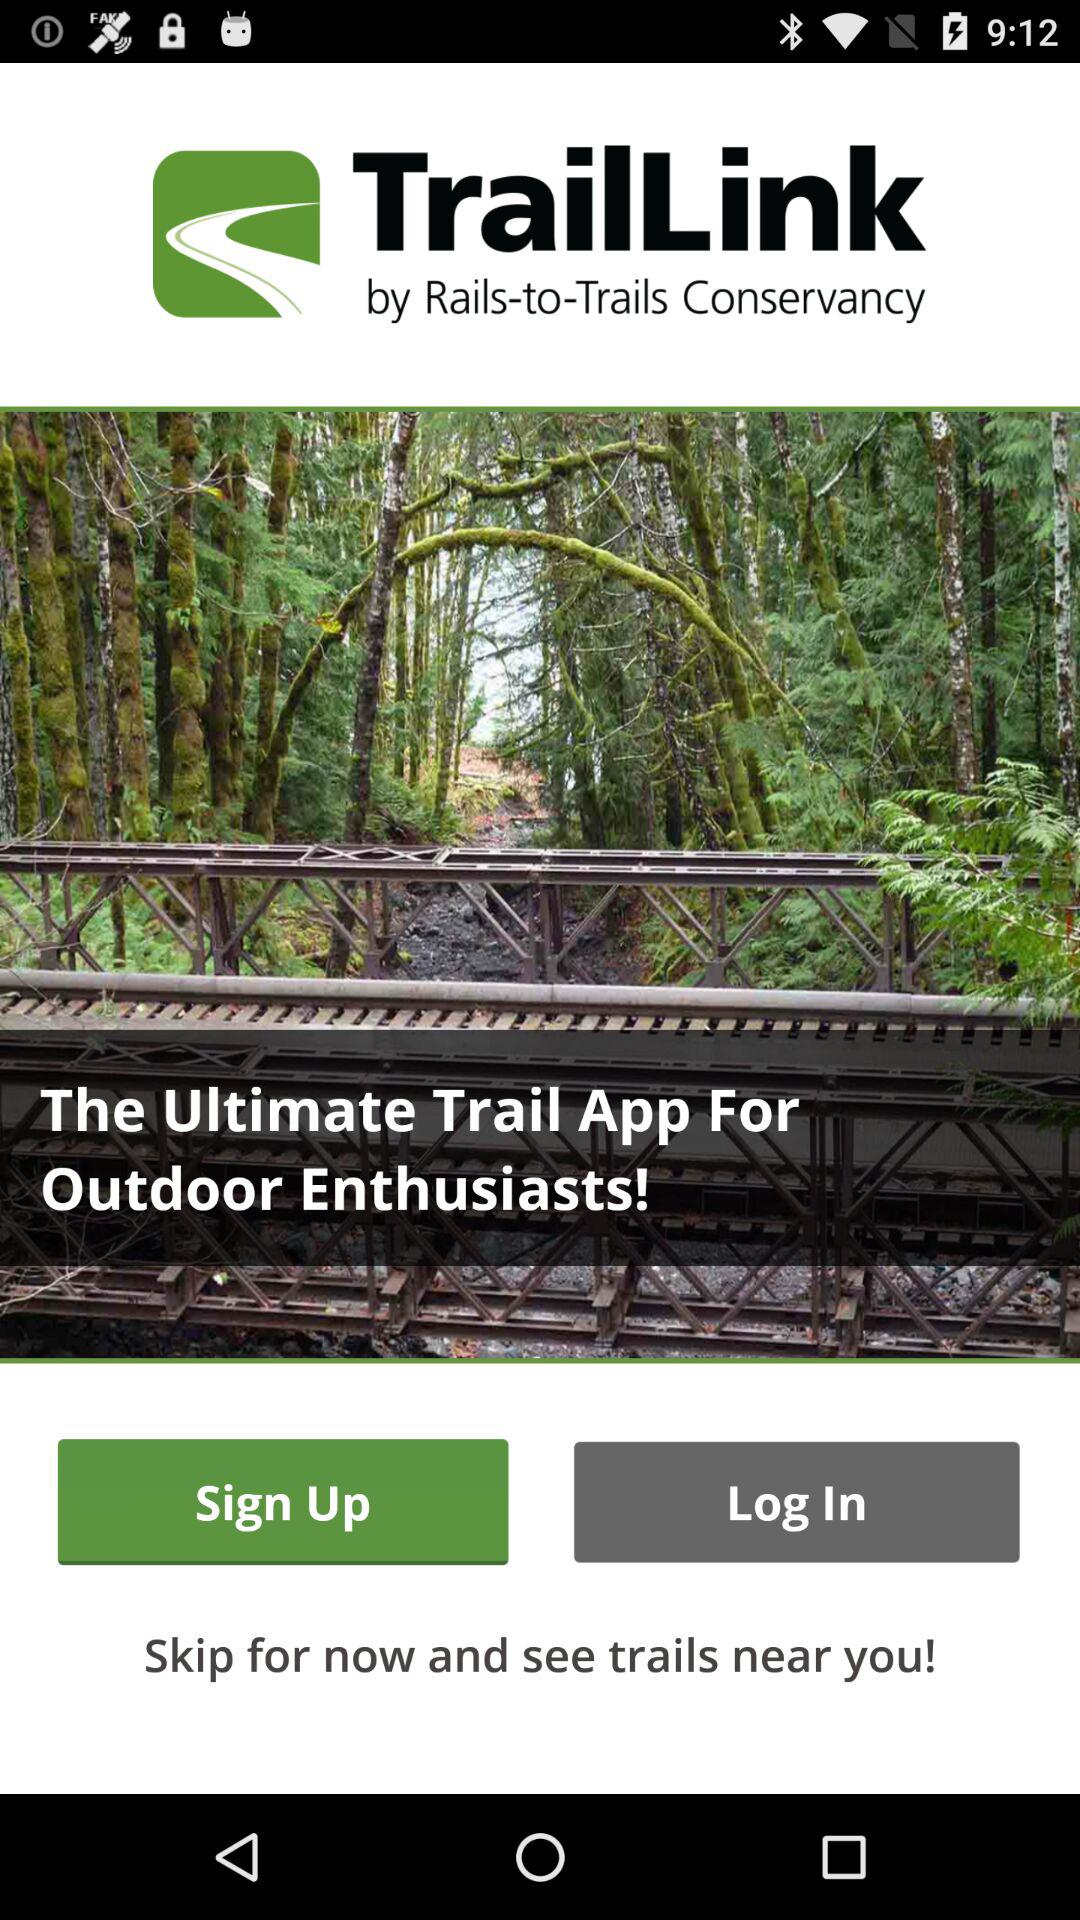 FAKE
9:12
TrailLink
by Rails-to-Trails Conservancy
The Ultimate Trail App For
Outdoor Enthusiasts!
Sign Up
Log In
Skip for now and see trails near you!